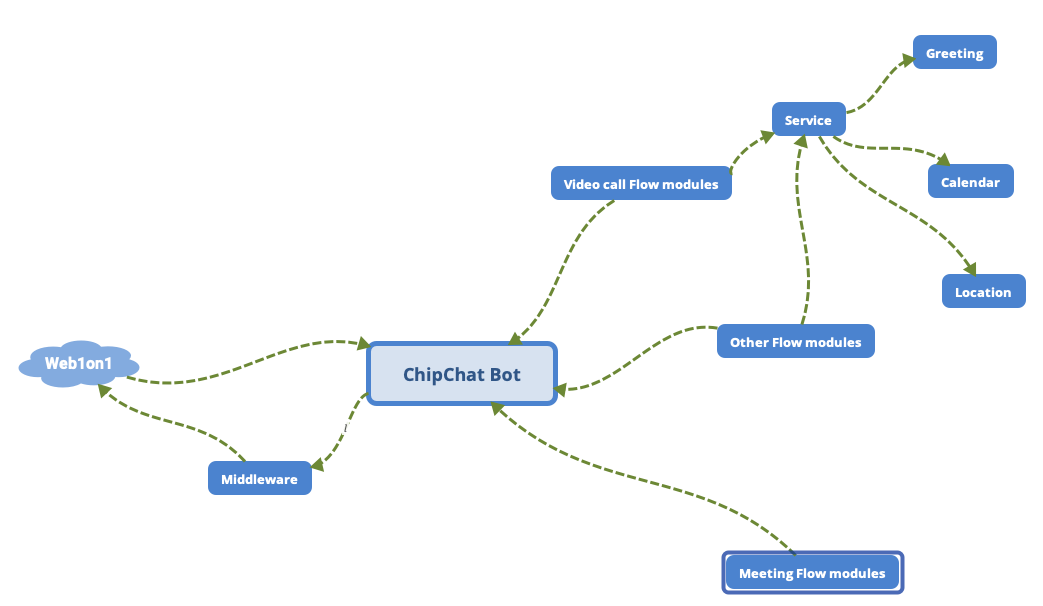 Greeting
Service
Video call Flow modules
Calendar
Location
Other Flow modules
Web1on1
ChipChat Bot
Middleware
Meeting Flow modules